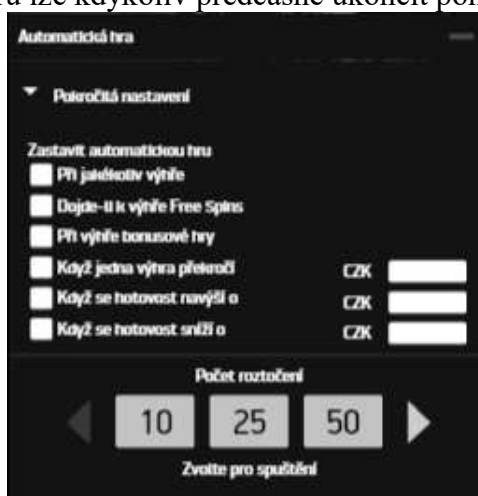 lze kdykoliv předčasně ukončit
Automatická hra
Pokročilá nastavení
Zastavit automatickou hru
Při jakékoliv výhře
Dojde-li k výhře Free Spins
Při výhře bonusové hry
Když jedna výhra překročí CZK
Když se hotovost navýší o CZK
Když se hotovost sníží o CZK
Počet roztočení
10 25 50
Zvolte pro spuštění